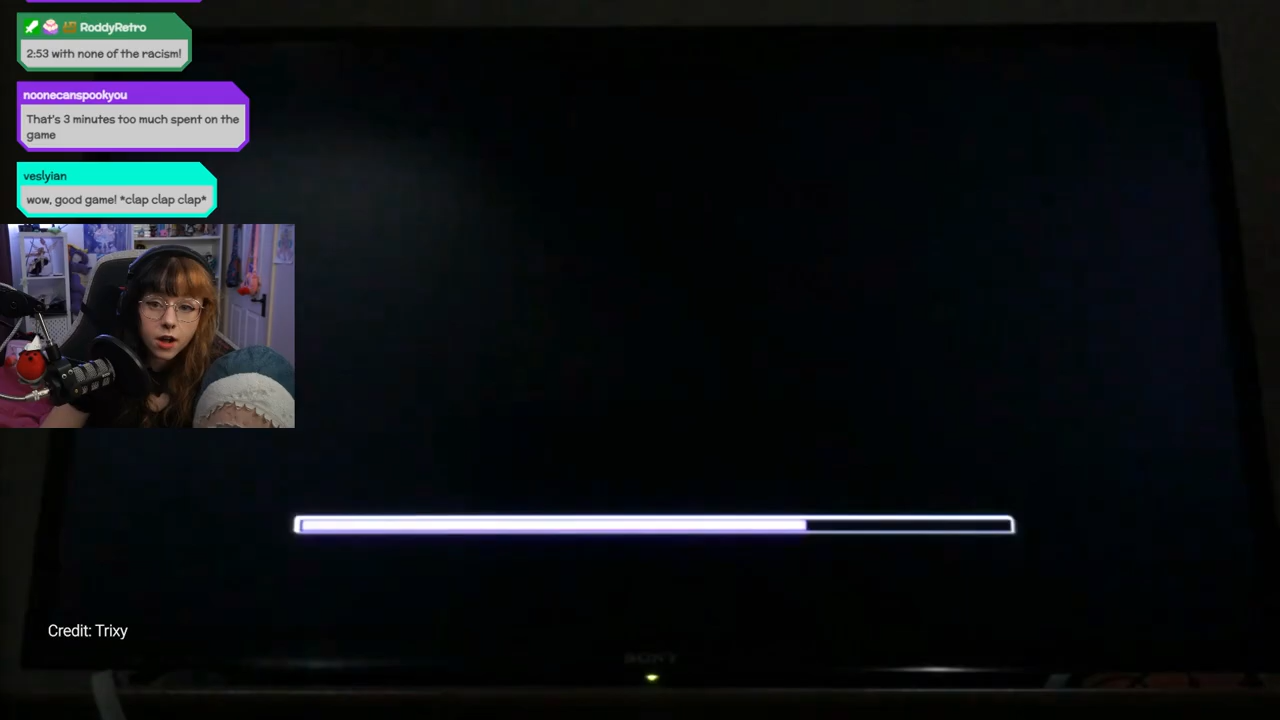 RoddyRetro
2:53 with none of the racism!
noonecanspookyou
That's 3 minutes too much spent on the
game
veslyian
wow, good game! *clap clap clap*
Credit: Trixy
SONY